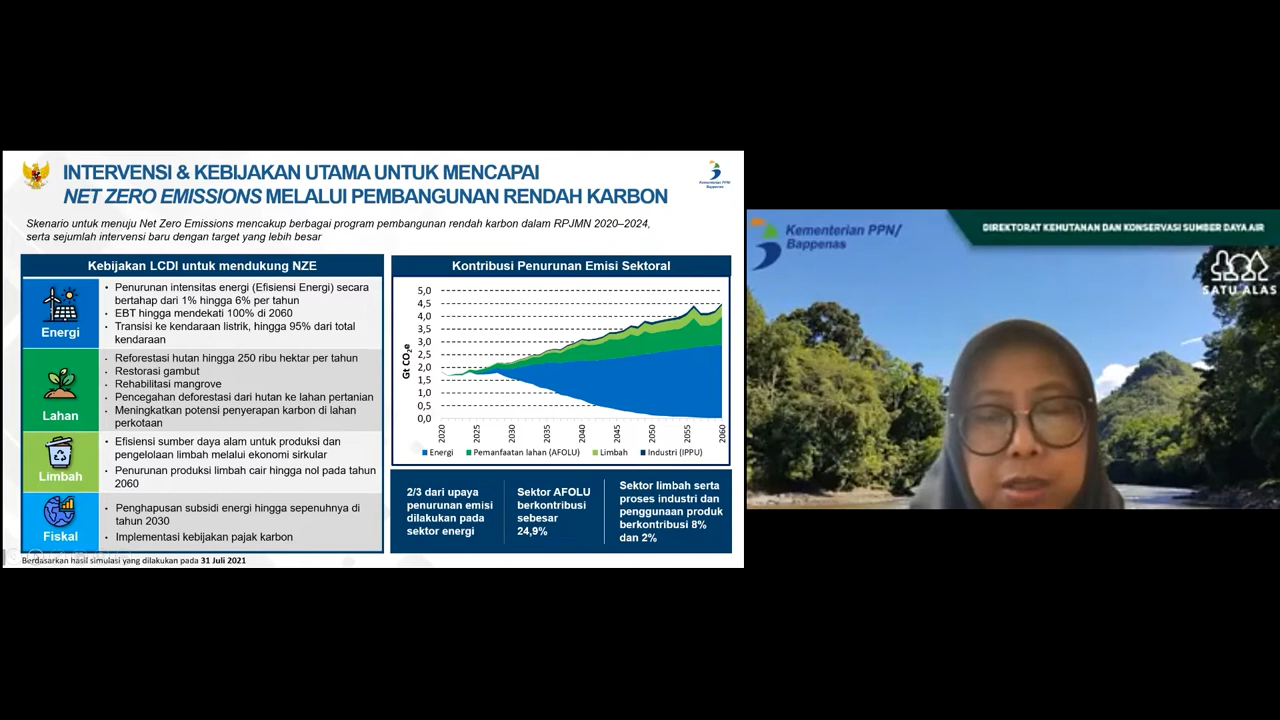 INTERVENSI & KEBIJAKAN UTAMA UNTUK MENCAPAI
NET ZERO EMISSIONS MELALUI PEMBANGUNAN RENDAH KARBON
Kementerian PPN/
Bappenas
Skenario untuk menuju Net Zero Emissions mencakup berbagai program pembangunan rendah karbon dalam RPJMN 2020–2024,
serta sejumlah intervensi baru dengan target yang lebih besar
Kebijakan LCDI untuk mendukung NZE
Energi
• Penurunan intensitas energi (Efisiensi Energi) secara
bertahap dari 1% hingga 6% per tahun
• EBT hingga mendekati 100% di 2060
• Transisi ke kendaraan listrik, hingga 95% dari total
kendaraan
Lahan
• Reforestasi hutan hingga 250 ribu hektar per tahun
• Restorasi gambut
• Rehabilitasi mangrove
• Pencegahan deforestasi dari hutan ke lahan pertanian
• Meningkatkan potensi penyerapan karbon di lahan
perkotaan
Limbah
• Efisiensi sumber daya alam untuk produksi dan
pengelolaan limbah melalui ekonomi sirkular
• Penurunan produksi limbah cair hingga nol pada tahun
2060
Fiskal
• Penghapusan subsidi energi hingga sepenuhnya di
tahun 2030
• Implementasi kebijakan pajak karbon
Berdasarkan hasil simulasi yang dilakukan pada 31 Juli 2021
Kontribusi Penurunan Emisi Sektoral
Gt CO2e
5,0
4,5
4,0
3,5
3,0
2,5
2,0
1,5
1,0
0,5
0,0
2020
2025
2030
2035
2040
2045
2050
2055
2060
Energi
Pemanfaatan lahan (AFOLU)
Limbah
Industri (IPPU)
2/3 dari upaya
penurunan emisi
dilakukan pada
sektor energi
Sektor AFOLU
berkontribusi
sebesar
24,9%
Sektor limbah serta
proses industri dan
penggunaan produk
berkontribusi 8%
dan 2%
Kementerian PPN/
Bappenas
DIREKTORAT KEHUTANAN DAN KONSERVASI SUMBER DAYA AIR
SATU ALAS